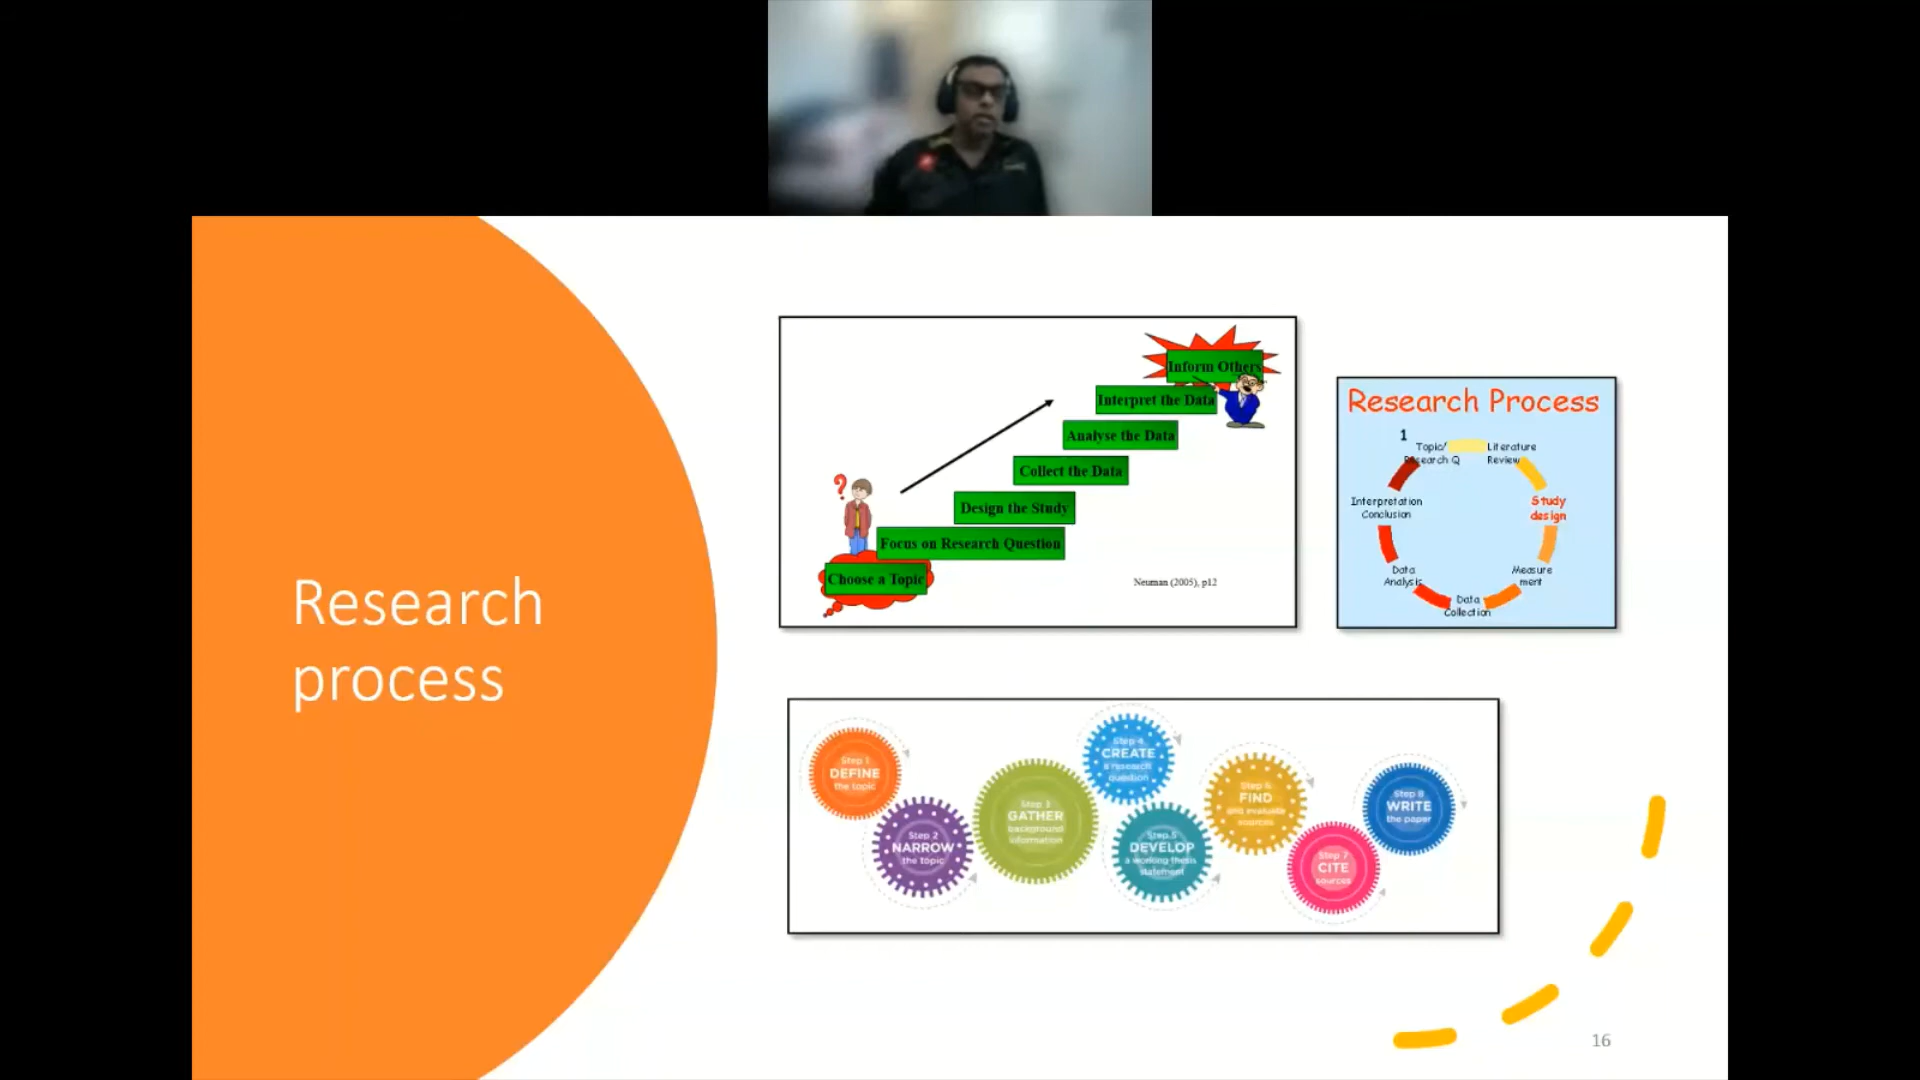 Research
process
Inform Others
Interpret the Data
Analyse the Data
Collect the Data
Design the Study
Focus on Research Question
Choose a Topic
?
Neuman (2005), p12
Research Process
1
Topic/
Research Q
Literature
Review
Study
design
Measure
ment
Data
Collection
Data
Analysis
Interpretation
Conclusion
Step 1
DEFINE
the topic
Step 2
NARROW
the topic
Step 3
GATHER
background
information
Step 4
CREATE
a research
question
Step 5
DEVELOP
a working thesis
statement
Step 6
FIND
and evaluate
sources
Step 7
CITE
sources
Step 8
WRITE
the paper
16